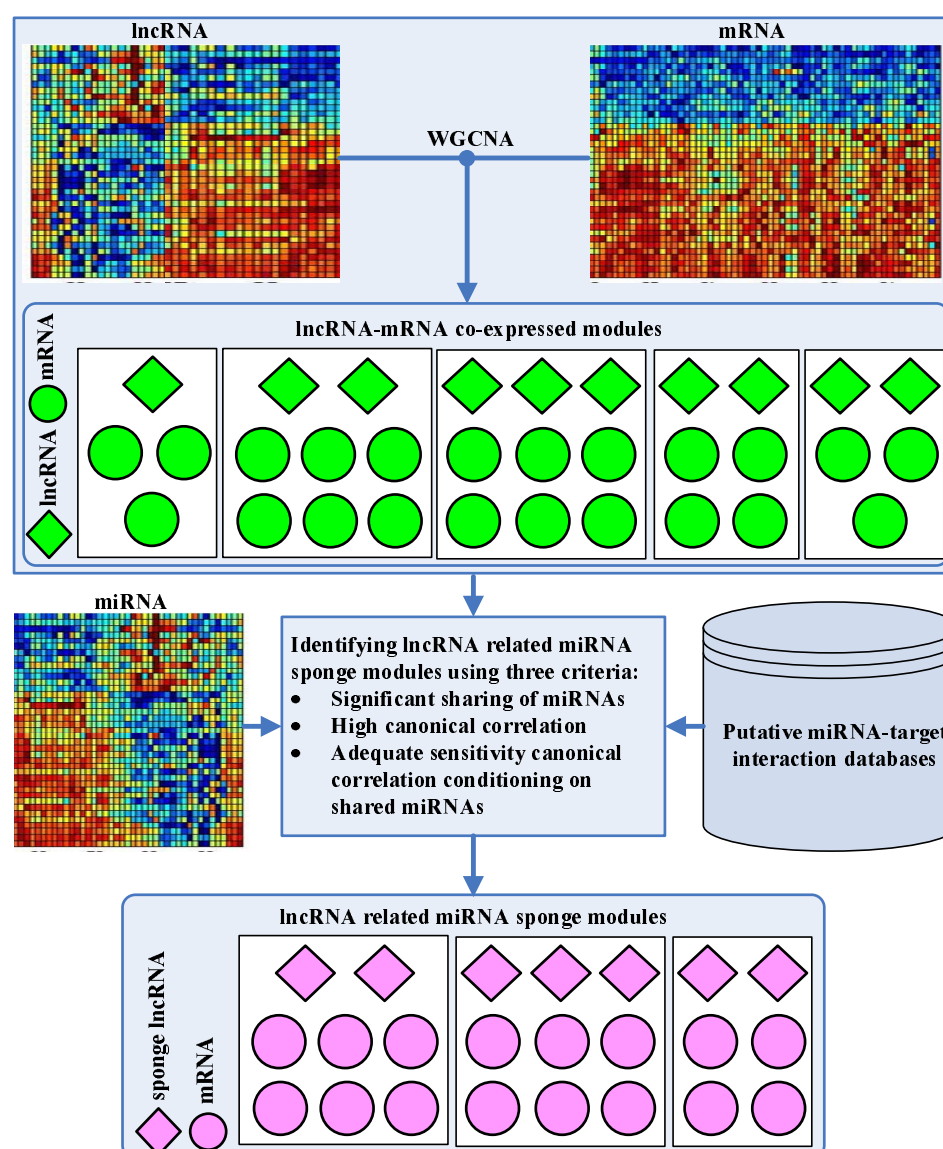 lncRNA
mRNA
WGCNA
lncRNA-mRNA co-expressed modules
mRNA
lncRNA
miRNA
Identifying lncRNA related miRNA
sponge modules using three criteria:
• Significant sharing of miRNAs
• High canonical correlation
• Adequate sensitivity canonical
correlation conditioning on
shared miRNAs
Putative miRNA-target
interaction databases
lncRNA related miRNA sponge modules
sponge lncRNA
mRNA